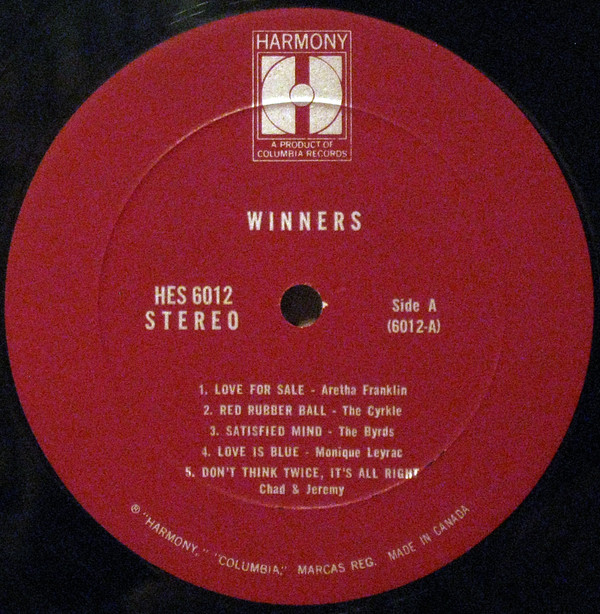 HARMONY
A PRODUCT OF
COLUMBIA RECORDS
WINNERS
HES 6012
STEREO
Side A
(6012-A)
1. LOVE FOR SALE - Aretha Franklin
2. RED RUBBER BALL - The Cyrkle
3. SATISFIED MIND - The Byrds
4. LOVE IS BLUE - Monique Leyrac
5. DON'T THINK TWICE, IT'S ALL RIGHT
Chad & Jeremy
® "HARMONY," "COLUMBIA," MARCAS REG. MADE IN CANADA